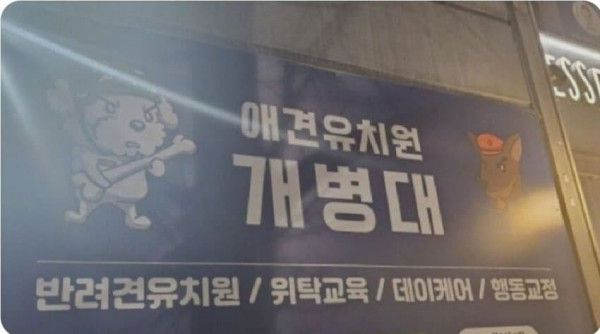 애견유치원
개병대
반려견유치원 / 위탁교육 / 데이케어 / 행동교정